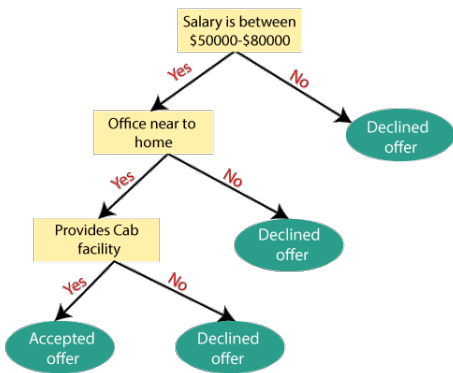 Salary is between
$50000-$80000
Yes
No
Office near to
home
Declined
offer
Yes
No
Provides Cab
facility
Declined
offer
Yes
No
Accepted
offer
Declined
offer